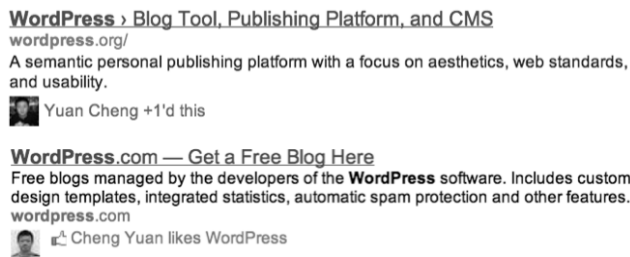 WordPress › Blog Tool, Publishing Platform, and CMS
wordpress.org/
A semantic personal publishing platform with a focus on aesthetics, web standards,
and usability.
Yuan Cheng +1'd this
WordPress.com — Get a Free Blog Here
Free blogs managed by the developers of the WordPress software. Includes custom
design templates, integrated statistics, automatic spam protection and other features.
wordpress.com
Cheng Yuan likes WordPress